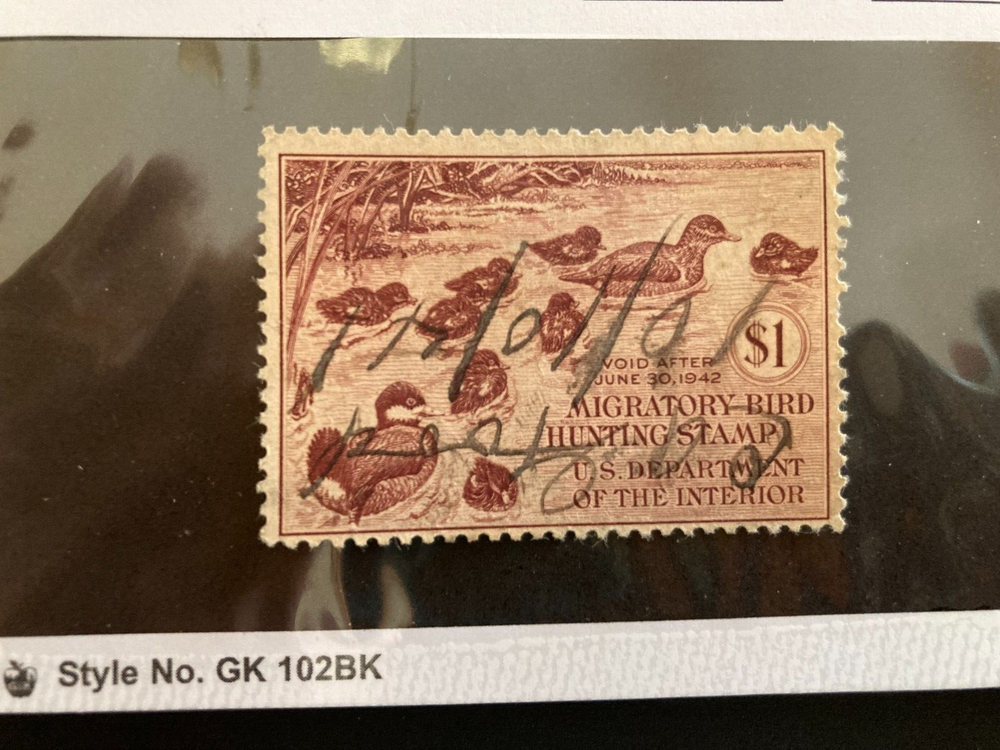 $1
VOID AFTER
JUNE 30, 1942
MIGRATORY BIRD
HUNTING STAMP
U.S. DEPARTMENT
OF THE INTERIOR
Style No. GK 102BK